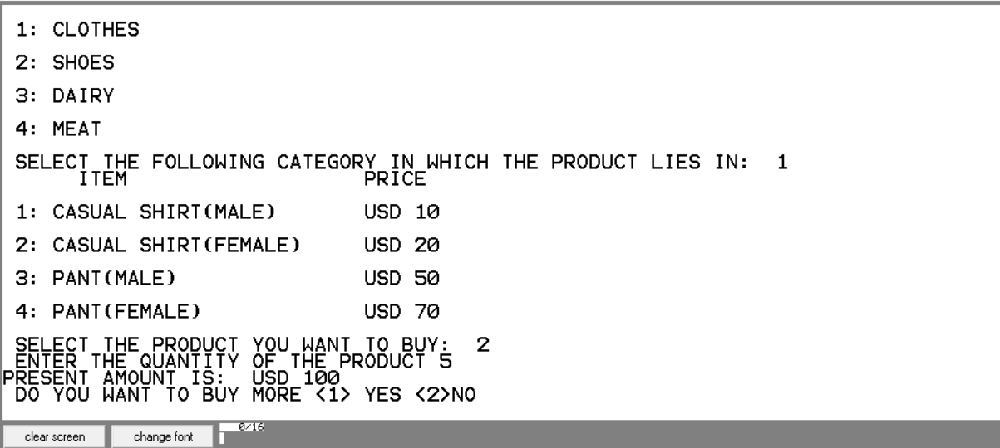 1: CLOTHES
2: SHOES
3: DAIRY
4: MEAT
SELECT THE FOLLOWING CATEGORY IN WHICH THE PRODUCT LIES IN: 1
ITEM PRICE
1: CASUAL SHIRT(MALE) USD 10
2: CASUAL SHIRT(FEMALE) USD 20
3: PANT(MALE) USD 50
4: PANT(FEMALE) USD 70
SELECT THE PRODUCT YOU WANT TO BUY: 2
ENTER THE QUANTITY OF THE PRODUCT 5
PRESENT AMOUNT IS: USD 100
DO YOU WANT TO BUY MORE <1> YES <2>NO
clear screen change font 0/16